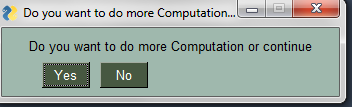 Do you want to do more Computation...
Do you want to do more Computation or continue
Yes No